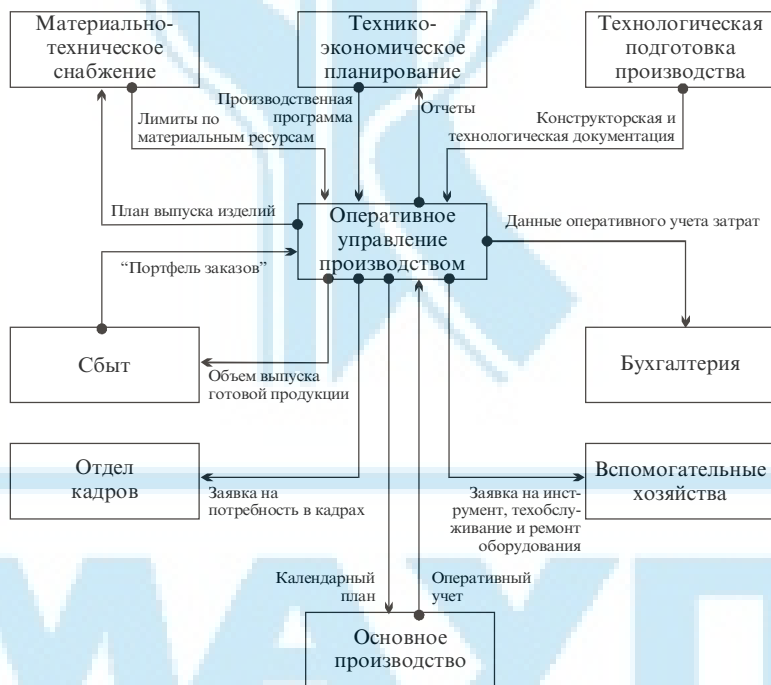 Материально-
техническое
снабжение
Технико-
экономическое
планирование
Технологическая
подготовка
производства
Лимиты по
материальным ресурсам
Производственная
программа
Отчеты
Конструкторская и
технологическая документация
План выпуска изделий
Оперативное
управление
производством
Данные оперативного учета затрат
“Портфель заказов”
Сбыт
Объем выпуска
готовой продукции
Бухгалтерия
Отдел
кадров
Заявка на
потребность в кадрах
Заявка на инст-
румент, техобслу-
живание и ремонт
оборудования
Вспомогательные
хозяйства
Календарный
план
Оперативный
учет
Основное
производство
МАУП